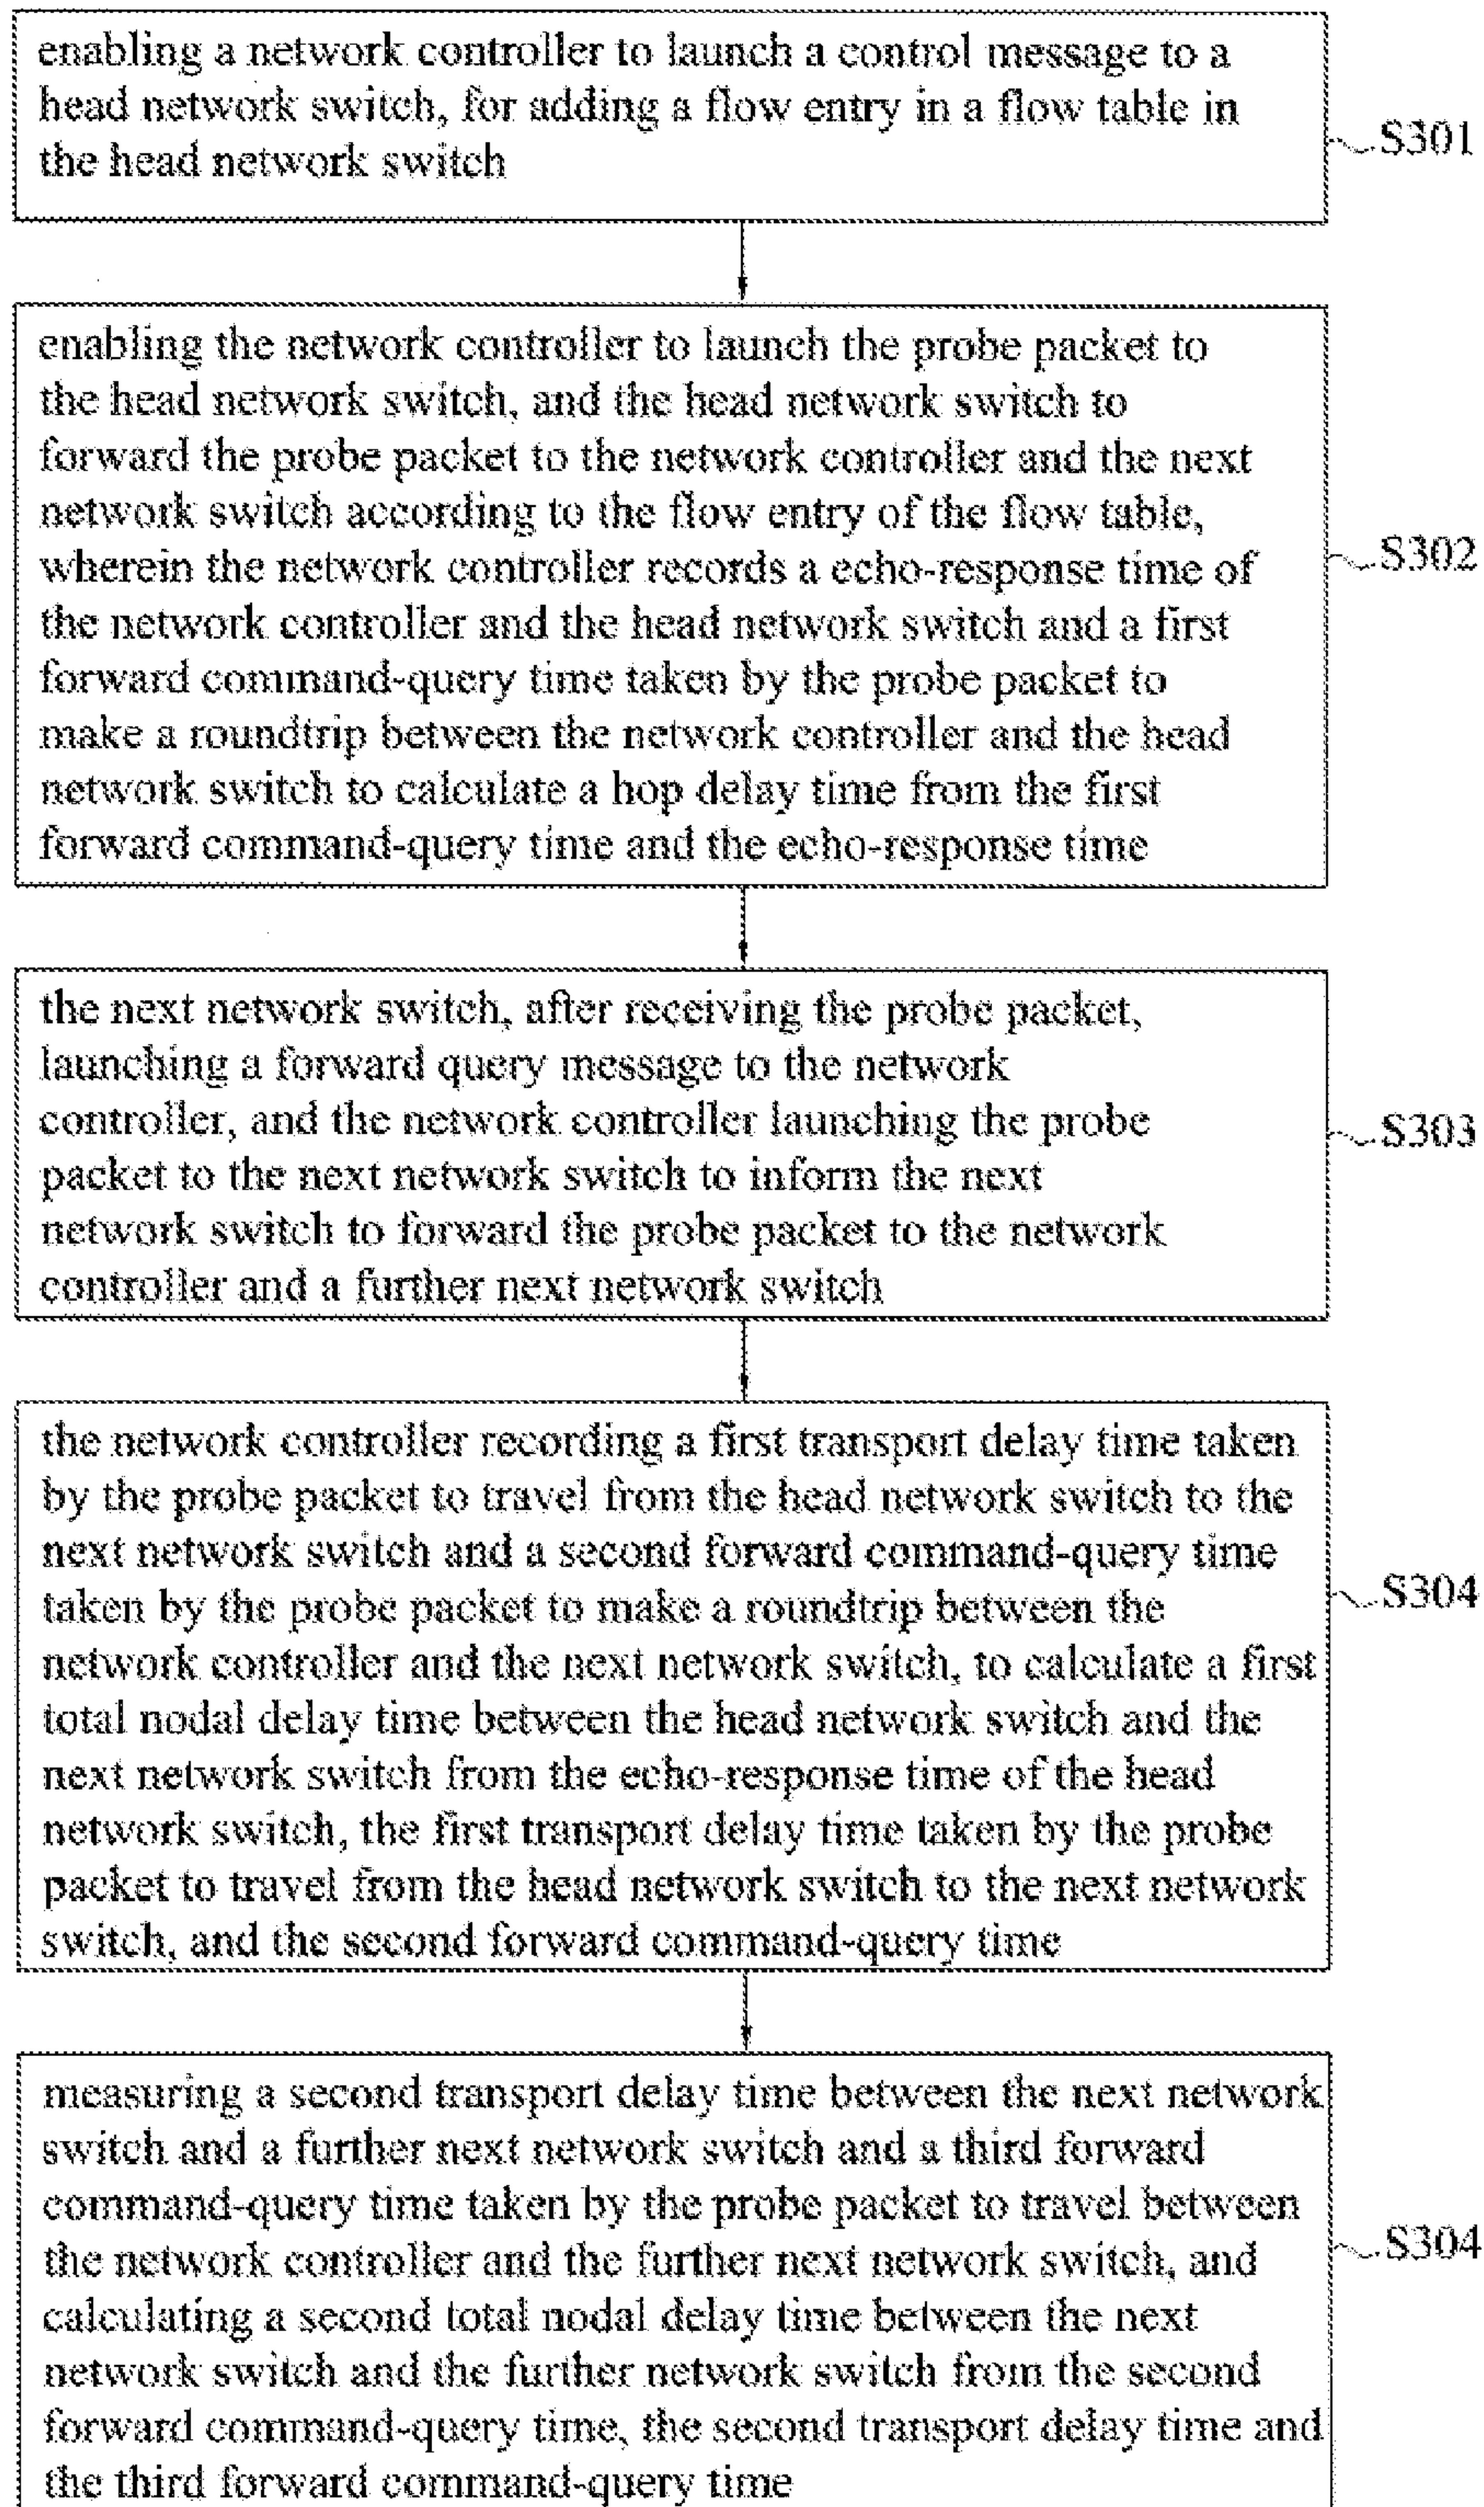 enabling a network controller to launch a control message to a
head network switch, for adding a flow entry in a flow table in
the head network switch
S301
enabling the network controller to launch the probe packet to
the head network switch, and the head network switch to
forward the probe packet to the network controller and the next
network switch according to the flow entry of the flow table,
wherein the network controller records a echo-response time of
the network controller and the head network switch and a first
forward command-query time taken by the probe packet to
make a roundtrip between the network controller and the head
network switch to calculate a hop delay time from the first
forward command-query time and the echo-response time
S302
the next network switch, after receiving the probe packet,
launching a forward query message to the network
controller, and the network controller launching the probe
packet to the next network switch to inform the next
network switch to forward the probe packet to the network
controller and a further next network switch
S303
the network controller recording a first transport delay time taken
by the probe packet to travel from the head network switch to the
next network switch and a second forward command-query time
taken by the probe packet to make a roundtrip between the
network controller and the next network switch, to calculate a first
total nodal delay time between the head network switch and the
next network switch from the echo-response time of the head
network switch, the first transport delay time taken by the probe
packet to travel from the head network switch to the next network
switch, and the second forward command-query time
S304
measuring a second transport delay time between the next network
switch and a further next network switch and a third forward
command-query time taken by the probe packet to travel between
the network controller and the further next network switch, and
calculating a second total nodal delay time between the next
network switch and the further network switch from the second
forward command-query time, the second transport delay time and
the third forward command-query time
S304